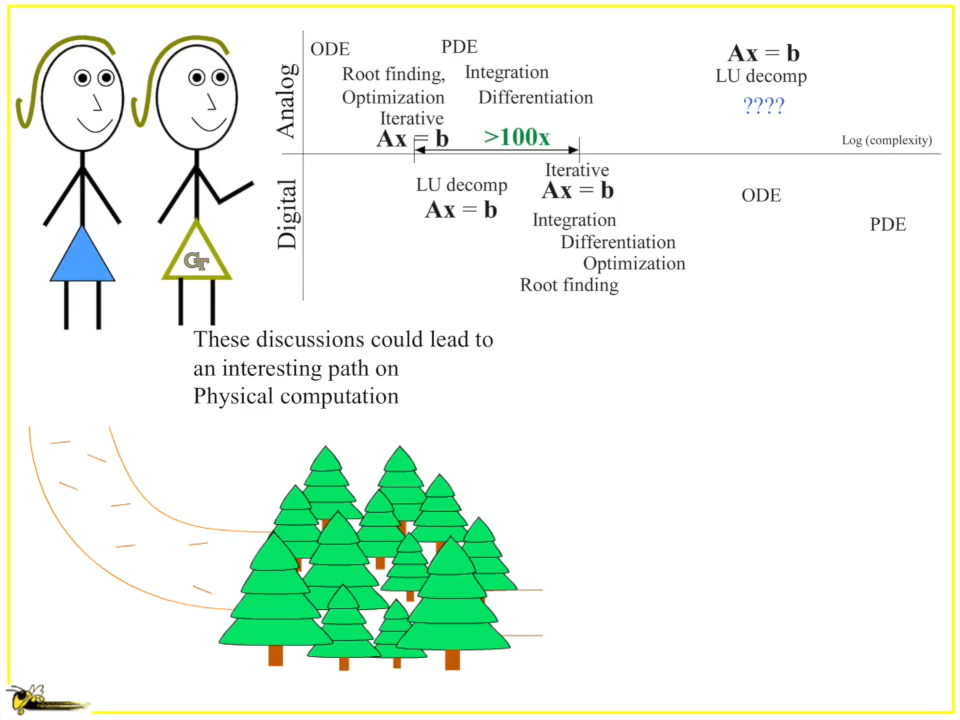 ODE
PDE
Root finding,
Optimization
Iterative
Ax = b
Integration
Differentiation
>100x
Ax = b
LU decomp
????
Log (complexity)
Analog
Digital
LU decomp
Ax = b
Iterative
Ax = b
Integration
Differentiation
Optimization
Root finding
ODE
PDE
GT
These discussions could lead to
an interesting path on
Physical computation